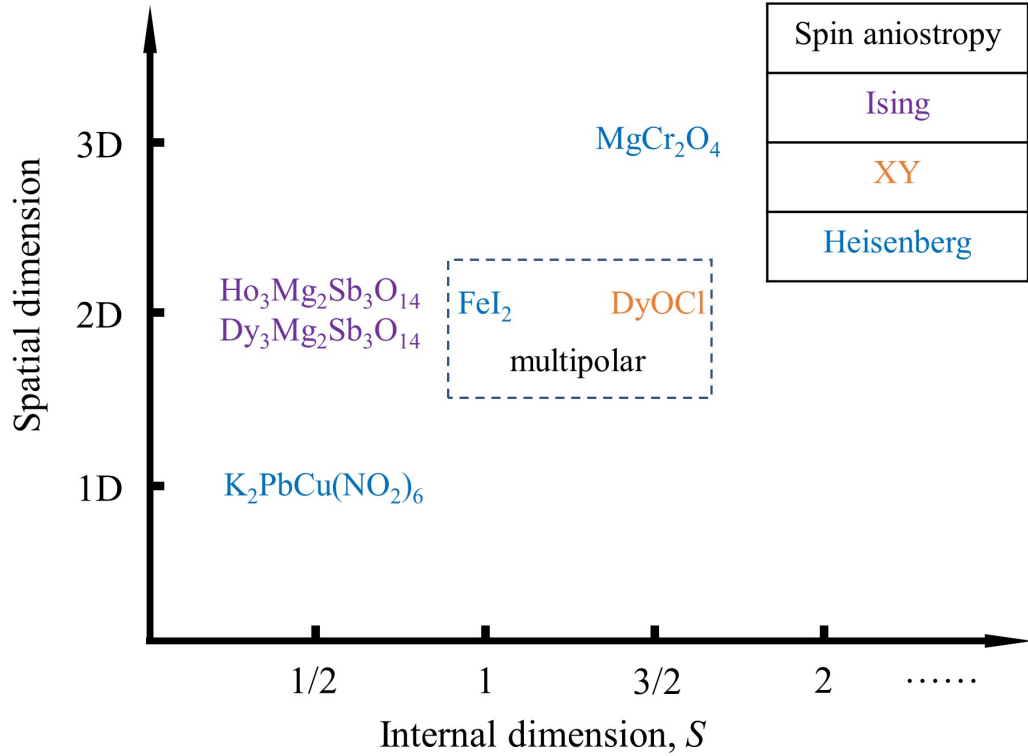 Spin aniostropy
Ising
XY
Heisenberg
Spatial dimension
3D
MgCr₂O₄
2D
Ho₃Mg₂Sb₃O₁₄
Dy₃Mg₂Sb₃O₁₄
FeI₂
DyOCl
multipolar
1D
K₂PbCu(NO₂)₆
1/2
1
3/2
2
......
Internal dimension, S